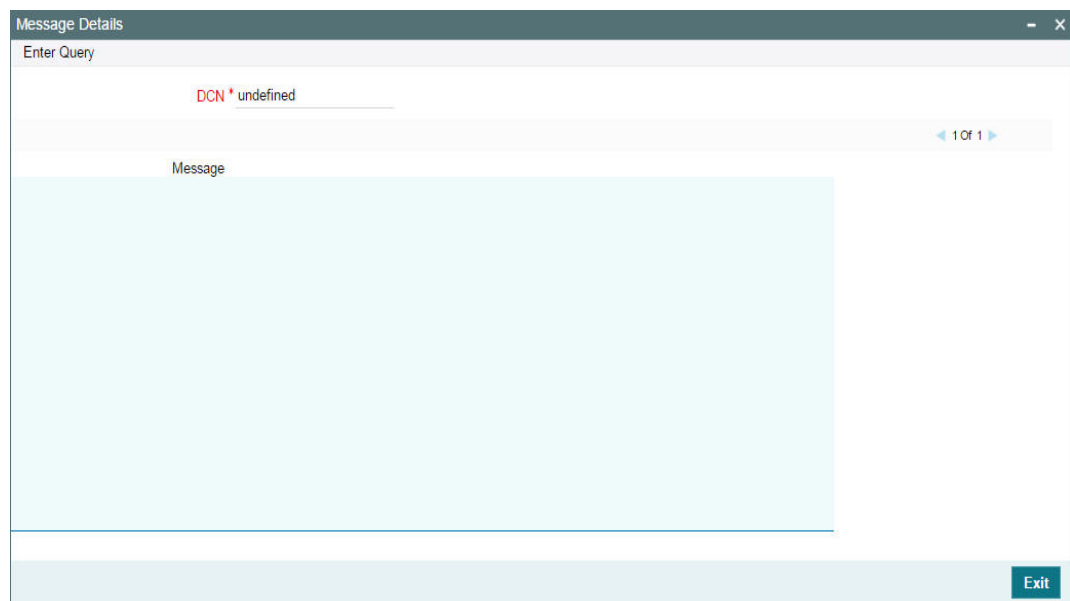 Message Details
Enter Query
DCN * undefined
1 Of 1
Message
Exit